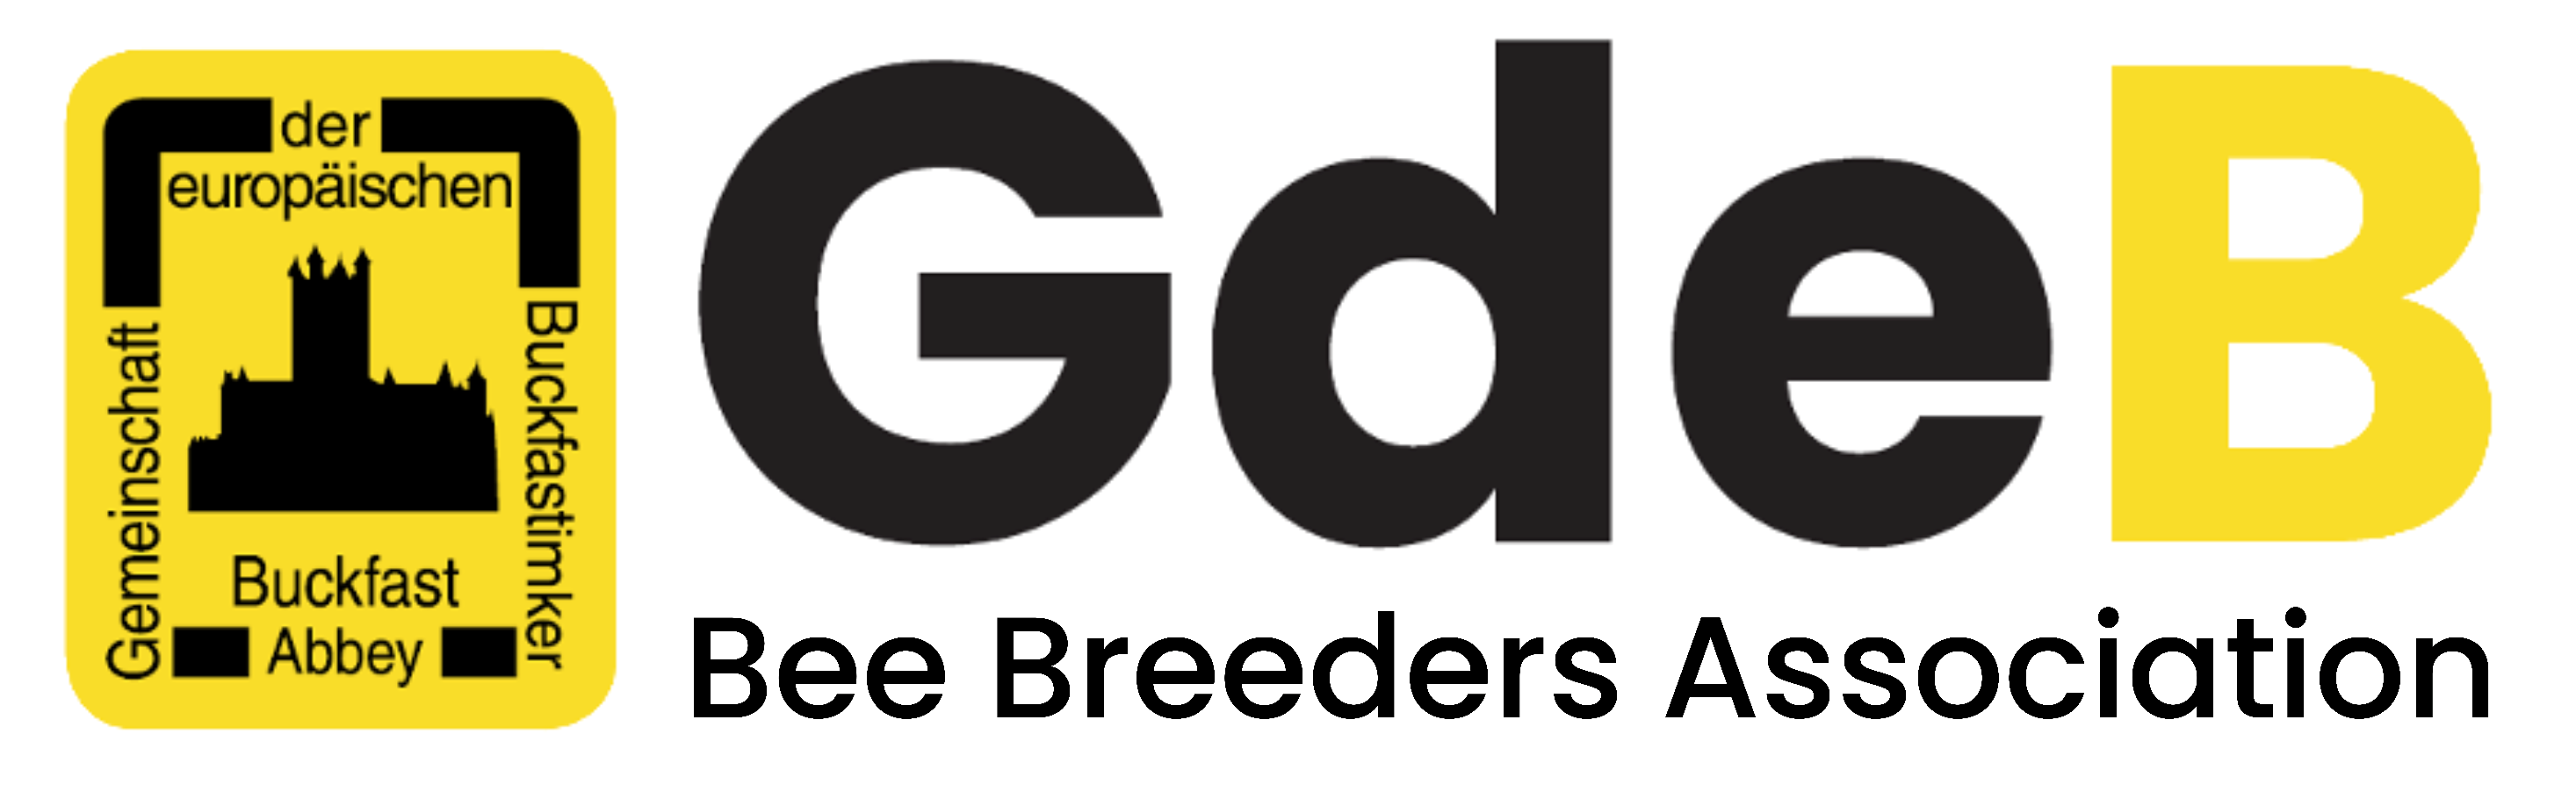 Gemeinschaft
der
europäischen
Buckfastimker
Buckfast
Abbey
GdeB
Bee Breeders Association